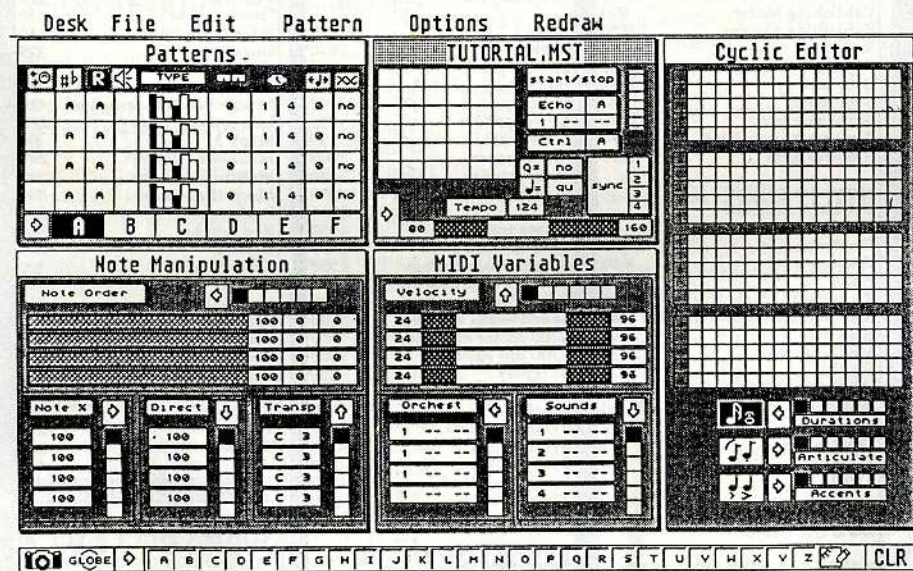 Desk File Edit Pattern Options Redraw
Patterns
TYPE
A A 0 1 4 0 no
A A 0 1 4 0 no
A A 0 1 4 0 no
A A 0 1 4 0 no
A B C D E F
TUTORIAL.MST
start/stop
Echo A
1 -- --
Ctrl A
Q= no
♩= qu
sync
1
2
3
4
Tempo 124
80 160
Cyclic Editor
Durations
Articulate
Accents
Note Manipulation
Note Order
100 0 0
100 0 0
100 0 0
100 0 0
Note % Direct Transp
100 100 C 3
100 100 C 3
100 100 C 3
100 100 C 3
MIDI Variables
Velocity
24 96
24 96
24 96
24 96
Orchest Sounds
1 -- -- 1 -- --
1 -- -- 2 -- --
1 -- -- 3 -- --
1 -- -- 4 -- --
GLOBE A B C D E F G H I J K L M N O P Q R S T U V W X Y Z CLR